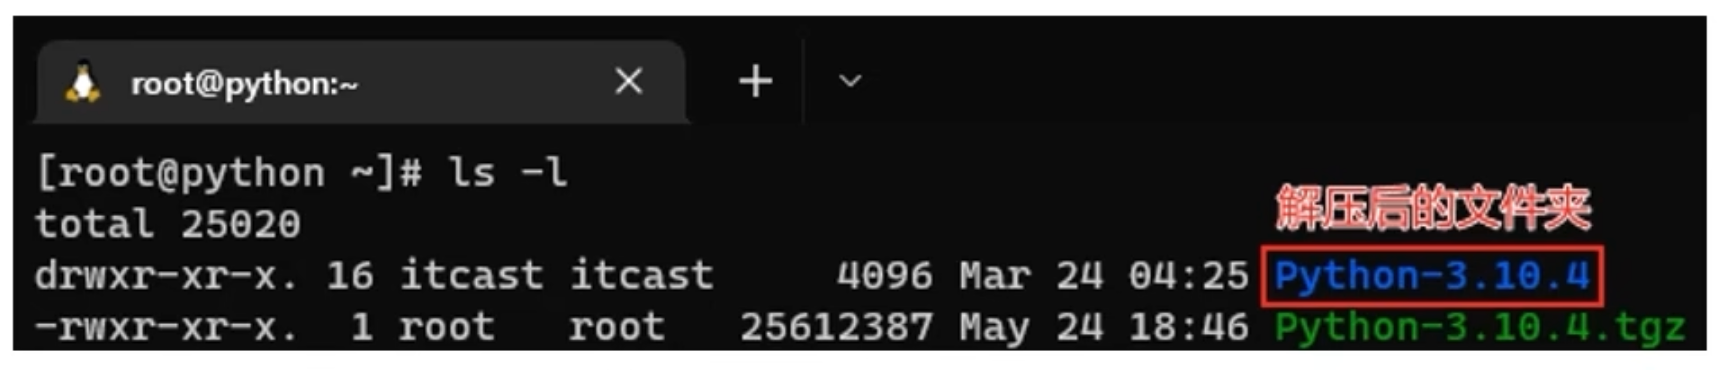 root@python:~
[root@python ~]# ls -l
total 25020
解压后的文件夹
drwxr-xr-x. 16 itcast itcast     4096 Mar 24 04:25 Python-3.10.4
-rwxr-xr-x.  1 root   root   25612387 May 24 18:46 Python-3.10.4.tgz